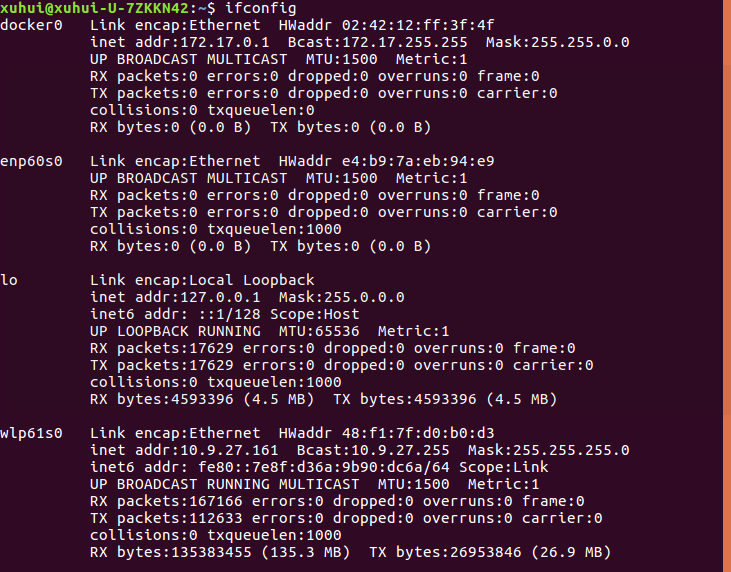 xuhui@xuhui-U-7ZKKN42:~$ ifconfig
docker0   Link encap:Ethernet  HWaddr 02:42:12:ff:3f:4f
inet addr:172.17.0.1  Bcast:172.17.255.255  Mask:255.255.0.0
UP BROADCAST MULTICAST  MTU:1500  Metric:1
RX packets:0 errors:0 dropped:0 overruns:0 frame:0
TX packets:0 errors:0 dropped:0 overruns:0 carrier:0
collisions:0 txqueuelen:0
RX bytes:0 (0.0 B)  TX bytes:0 (0.0 B)
enp60s0   Link encap:Ethernet  HWaddr e4:b9:7a:eb:94:e9
UP BROADCAST MULTICAST  MTU:1500  Metric:1
RX packets:0 errors:0 dropped:0 overruns:0 frame:0
TX packets:0 errors:0 dropped:0 overruns:0 carrier:0
collisions:0 txqueuelen:1000
RX bytes:0 (0.0 B)  TX bytes:0 (0.0 B)
lo        Link encap:Local Loopback
inet addr:127.0.0.1  Mask:255.0.0.0
inet6 addr: ::1/128 Scope:Host
UP LOOPBACK RUNNING  MTU:65536  Metric:1
RX packets:17629 errors:0 dropped:0 overruns:0 frame:0
TX packets:17629 errors:0 dropped:0 overruns:0 carrier:0
collisions:0 txqueuelen:1000
RX bytes:4593396 (4.5 MB)  TX bytes:4593396 (4.5 MB)
wlp61s0   Link encap:Ethernet  HWaddr 48:f1:7f:d0:b0:d3
inet addr:10.9.27.161  Bcast:10.9.27.255  Mask:255.255.255.0
inet6 addr: fe80::7e8f:d36a:9b90:dc6a/64 Scope:Link
UP BROADCAST RUNNING MULTICAST  MTU:1500  Metric:1
RX packets:167166 errors:0 dropped:0 overruns:0 frame:0
TX packets:112633 errors:0 dropped:0 overruns:0 carrier:0
collisions:0 txqueuelen:1000
RX bytes:135383455 (135.3 MB)  TX bytes:26953846 (26.9 MB)